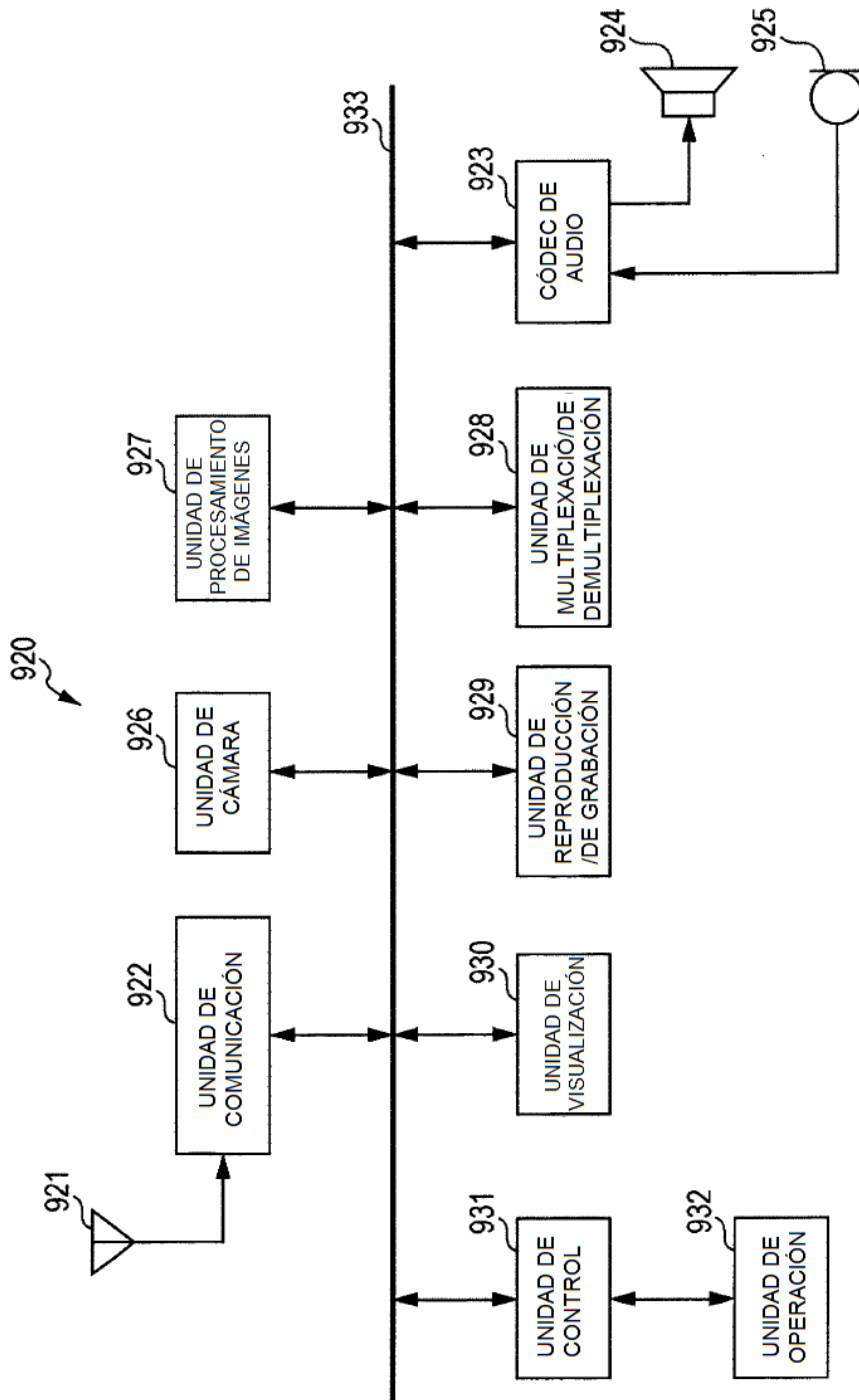 920
921
922
UNIDAD DE
COMUNICACIÓN
926
UNIDAD DE
CÁMARA
927
UNIDAD DE
PROCESAMIENTO
DE IMÁGENES
933
931
UNIDAD DE
CONTROL
932
UNIDAD DE
OPERACIÓN
930
UNIDAD DE
VISUALIZACIÓN
929
UNIDAD DE
REPRODUCCIÓN
/DE GRABACIÓN
928
UNIDAD DE
MULTIPLEXACIÓ/DE
DEMULTIPLEXACIÓN
923
CÓDEC DE
AUDIO
924
925